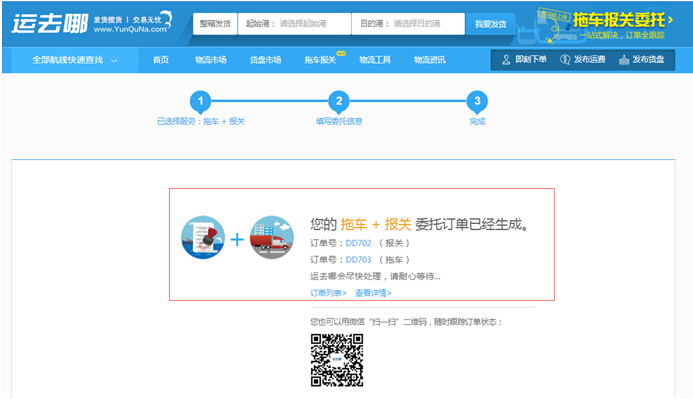 运去哪 发货揽货 | 交易无忧
www.YunQuNa.com
整箱发货 起始港： 请选择起始港 目的港： 请选择目的港 我要发货
拖车报关委托
一站式解决，订单全跟踪
全部航线快速查找 首页 物流市场 货盘市场 拖车报关 物流工具 物流资讯 即刻下单 发布运费 发布货盘
1 2 3
已选择服务：拖车 + 报关 填写委托信息 完成
您的 拖车 + 报关 委托订单已经生成。
订单号：DD702 （ 报关 ）
订单号：DD703 （ 拖车 ）
运去哪会尽快处理，请耐心等待...
订单列表> 查看详情>
您也可以用微信“扫一扫”二维码，随时跟踪订单状态：